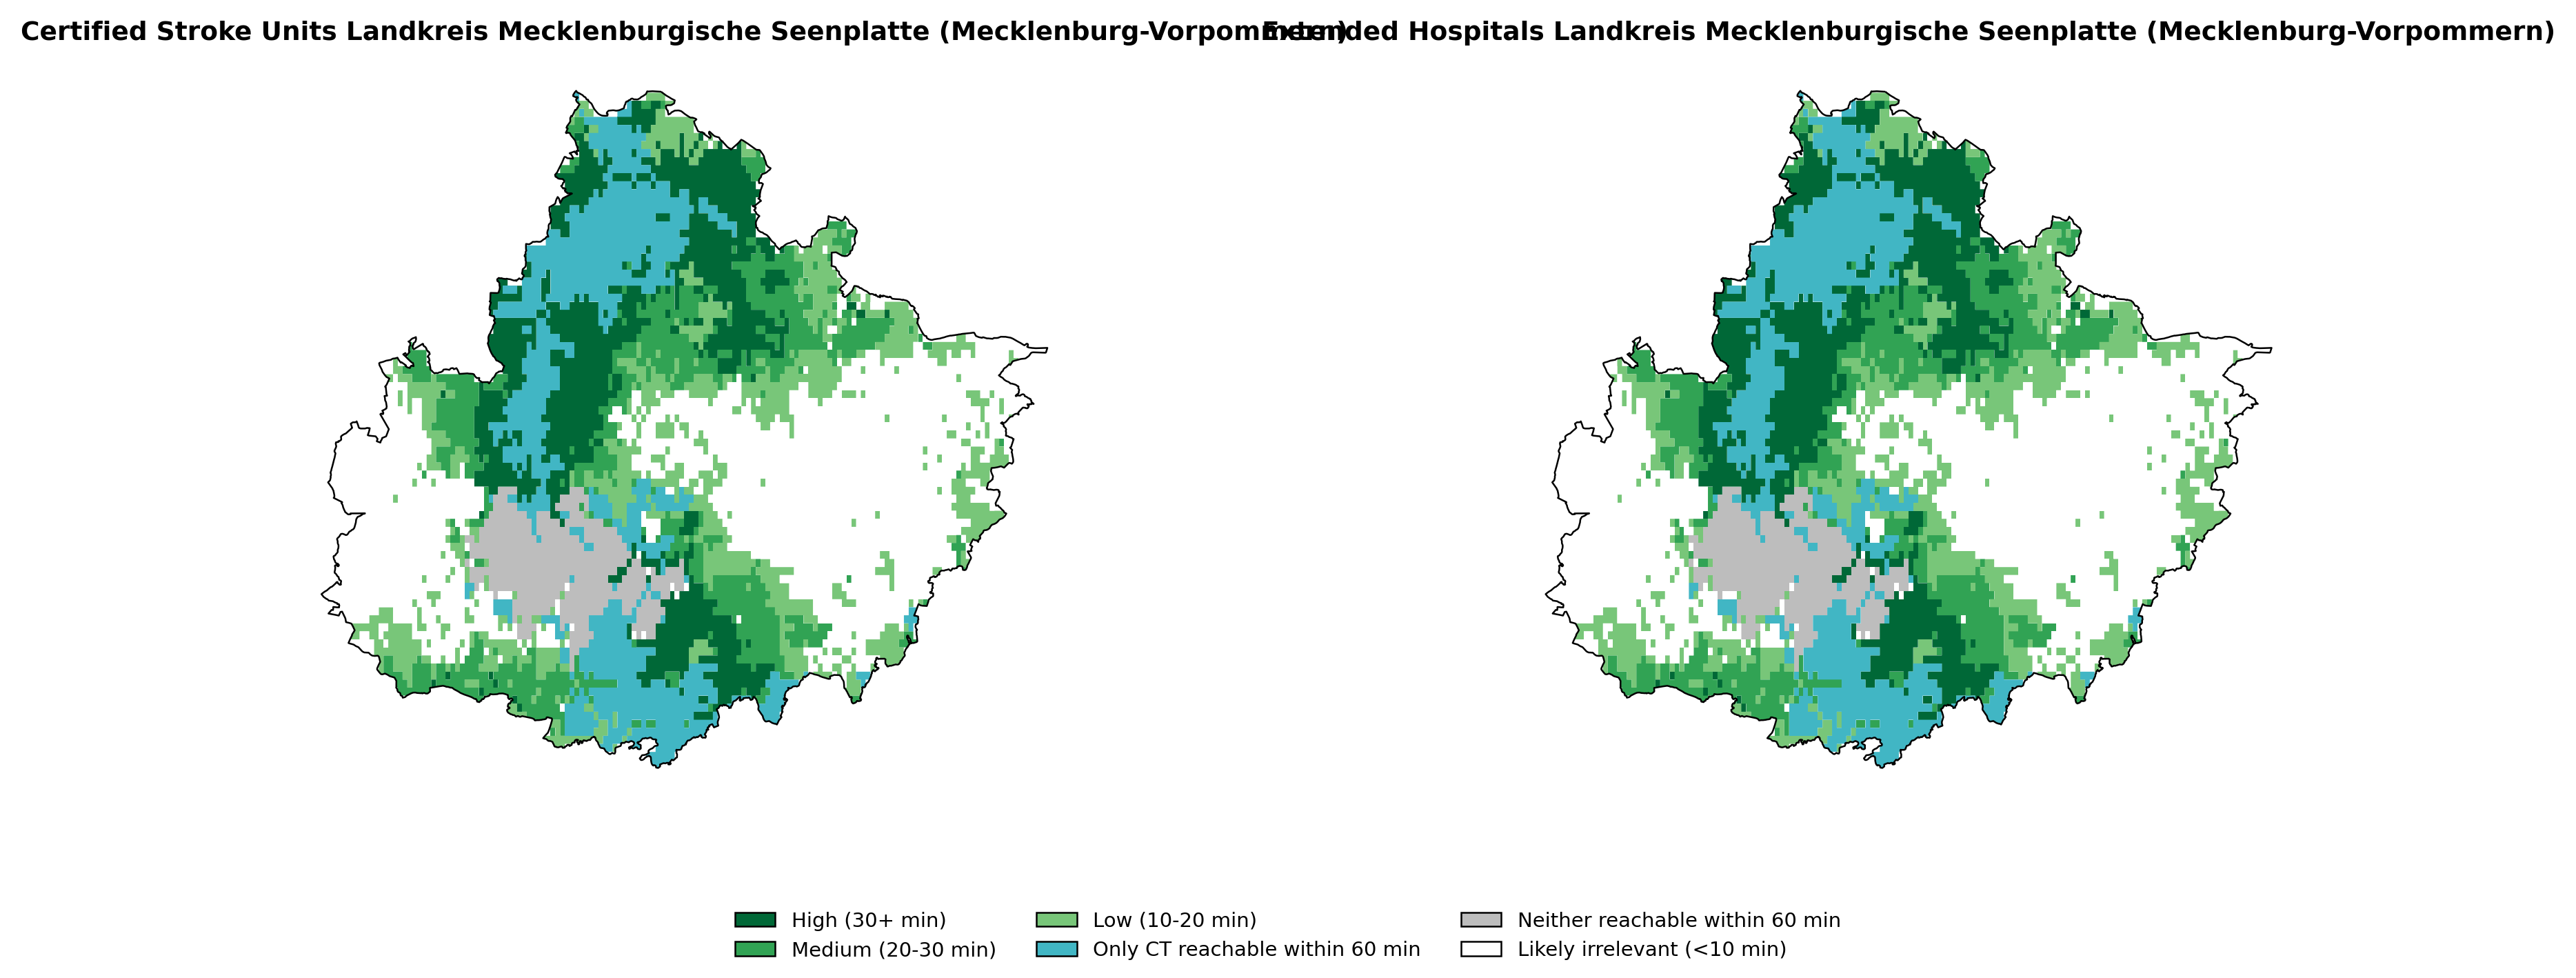 Certified Stroke Units Landkreis Mecklenburgische Seenplatte (Mecklenburg-Vorpommern)
Extended Hospitals Landkreis Mecklenburgische Seenplatte (Mecklenburg-Vorpommern)
High (30+ min)
Medium (20-30 min)
Low (10-20 min)
Only CT reachable within 60 min
Neither reachable within 60 min
Likely irrelevant (<10 min)